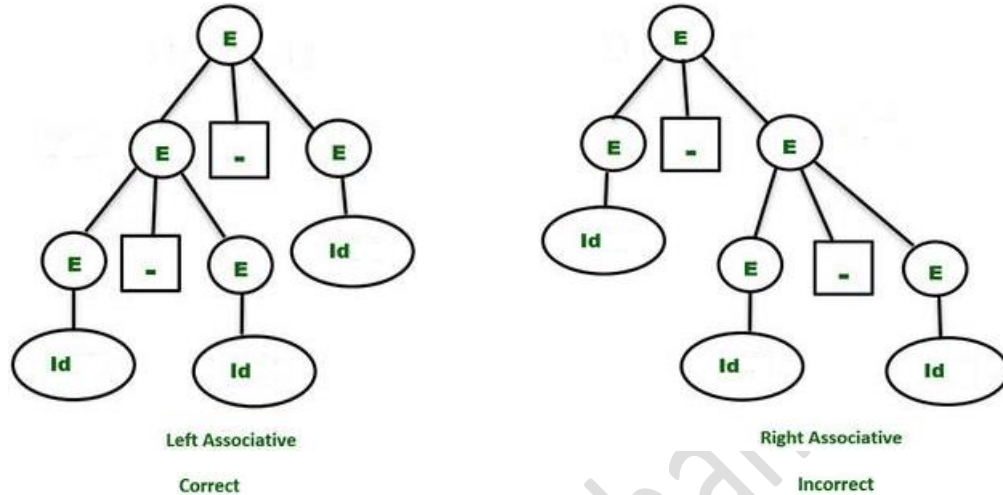 E
E
E - E
E - E
E - E Id
Id
E - E
E - E
Id Id
Id Id
Left Associative
Right Associative
Correct
Incorrect